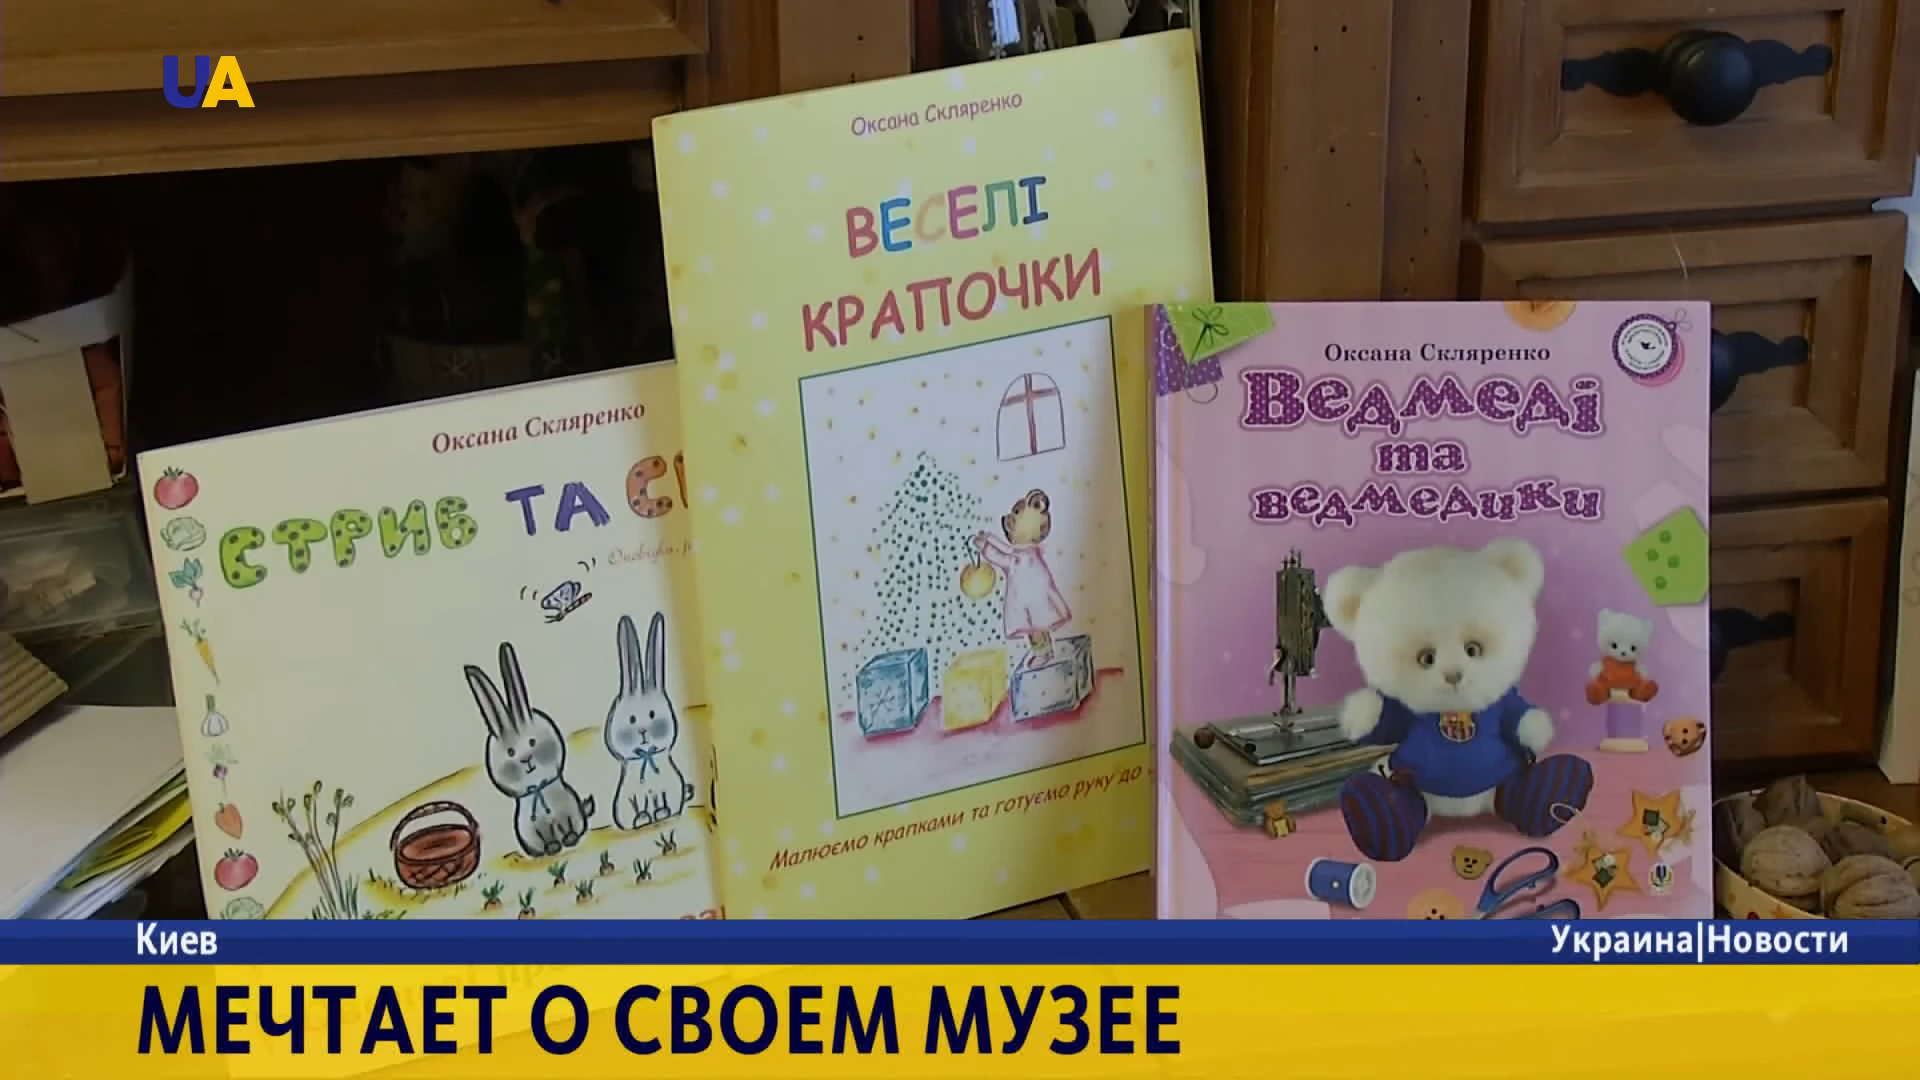 UA
Оксана Скляренко
ВЕСЕЛІ
КРАПОЧКИ
Малюємо крапками та готуємо руку до
Оксана Скляренко
СТРИБ ТА
Оксана Скляренко
Ведмеді
та
ведмедики
Киев
Украина|Новости
МЕЧТАЕТ О СВОЕМ МУЗЕЕ